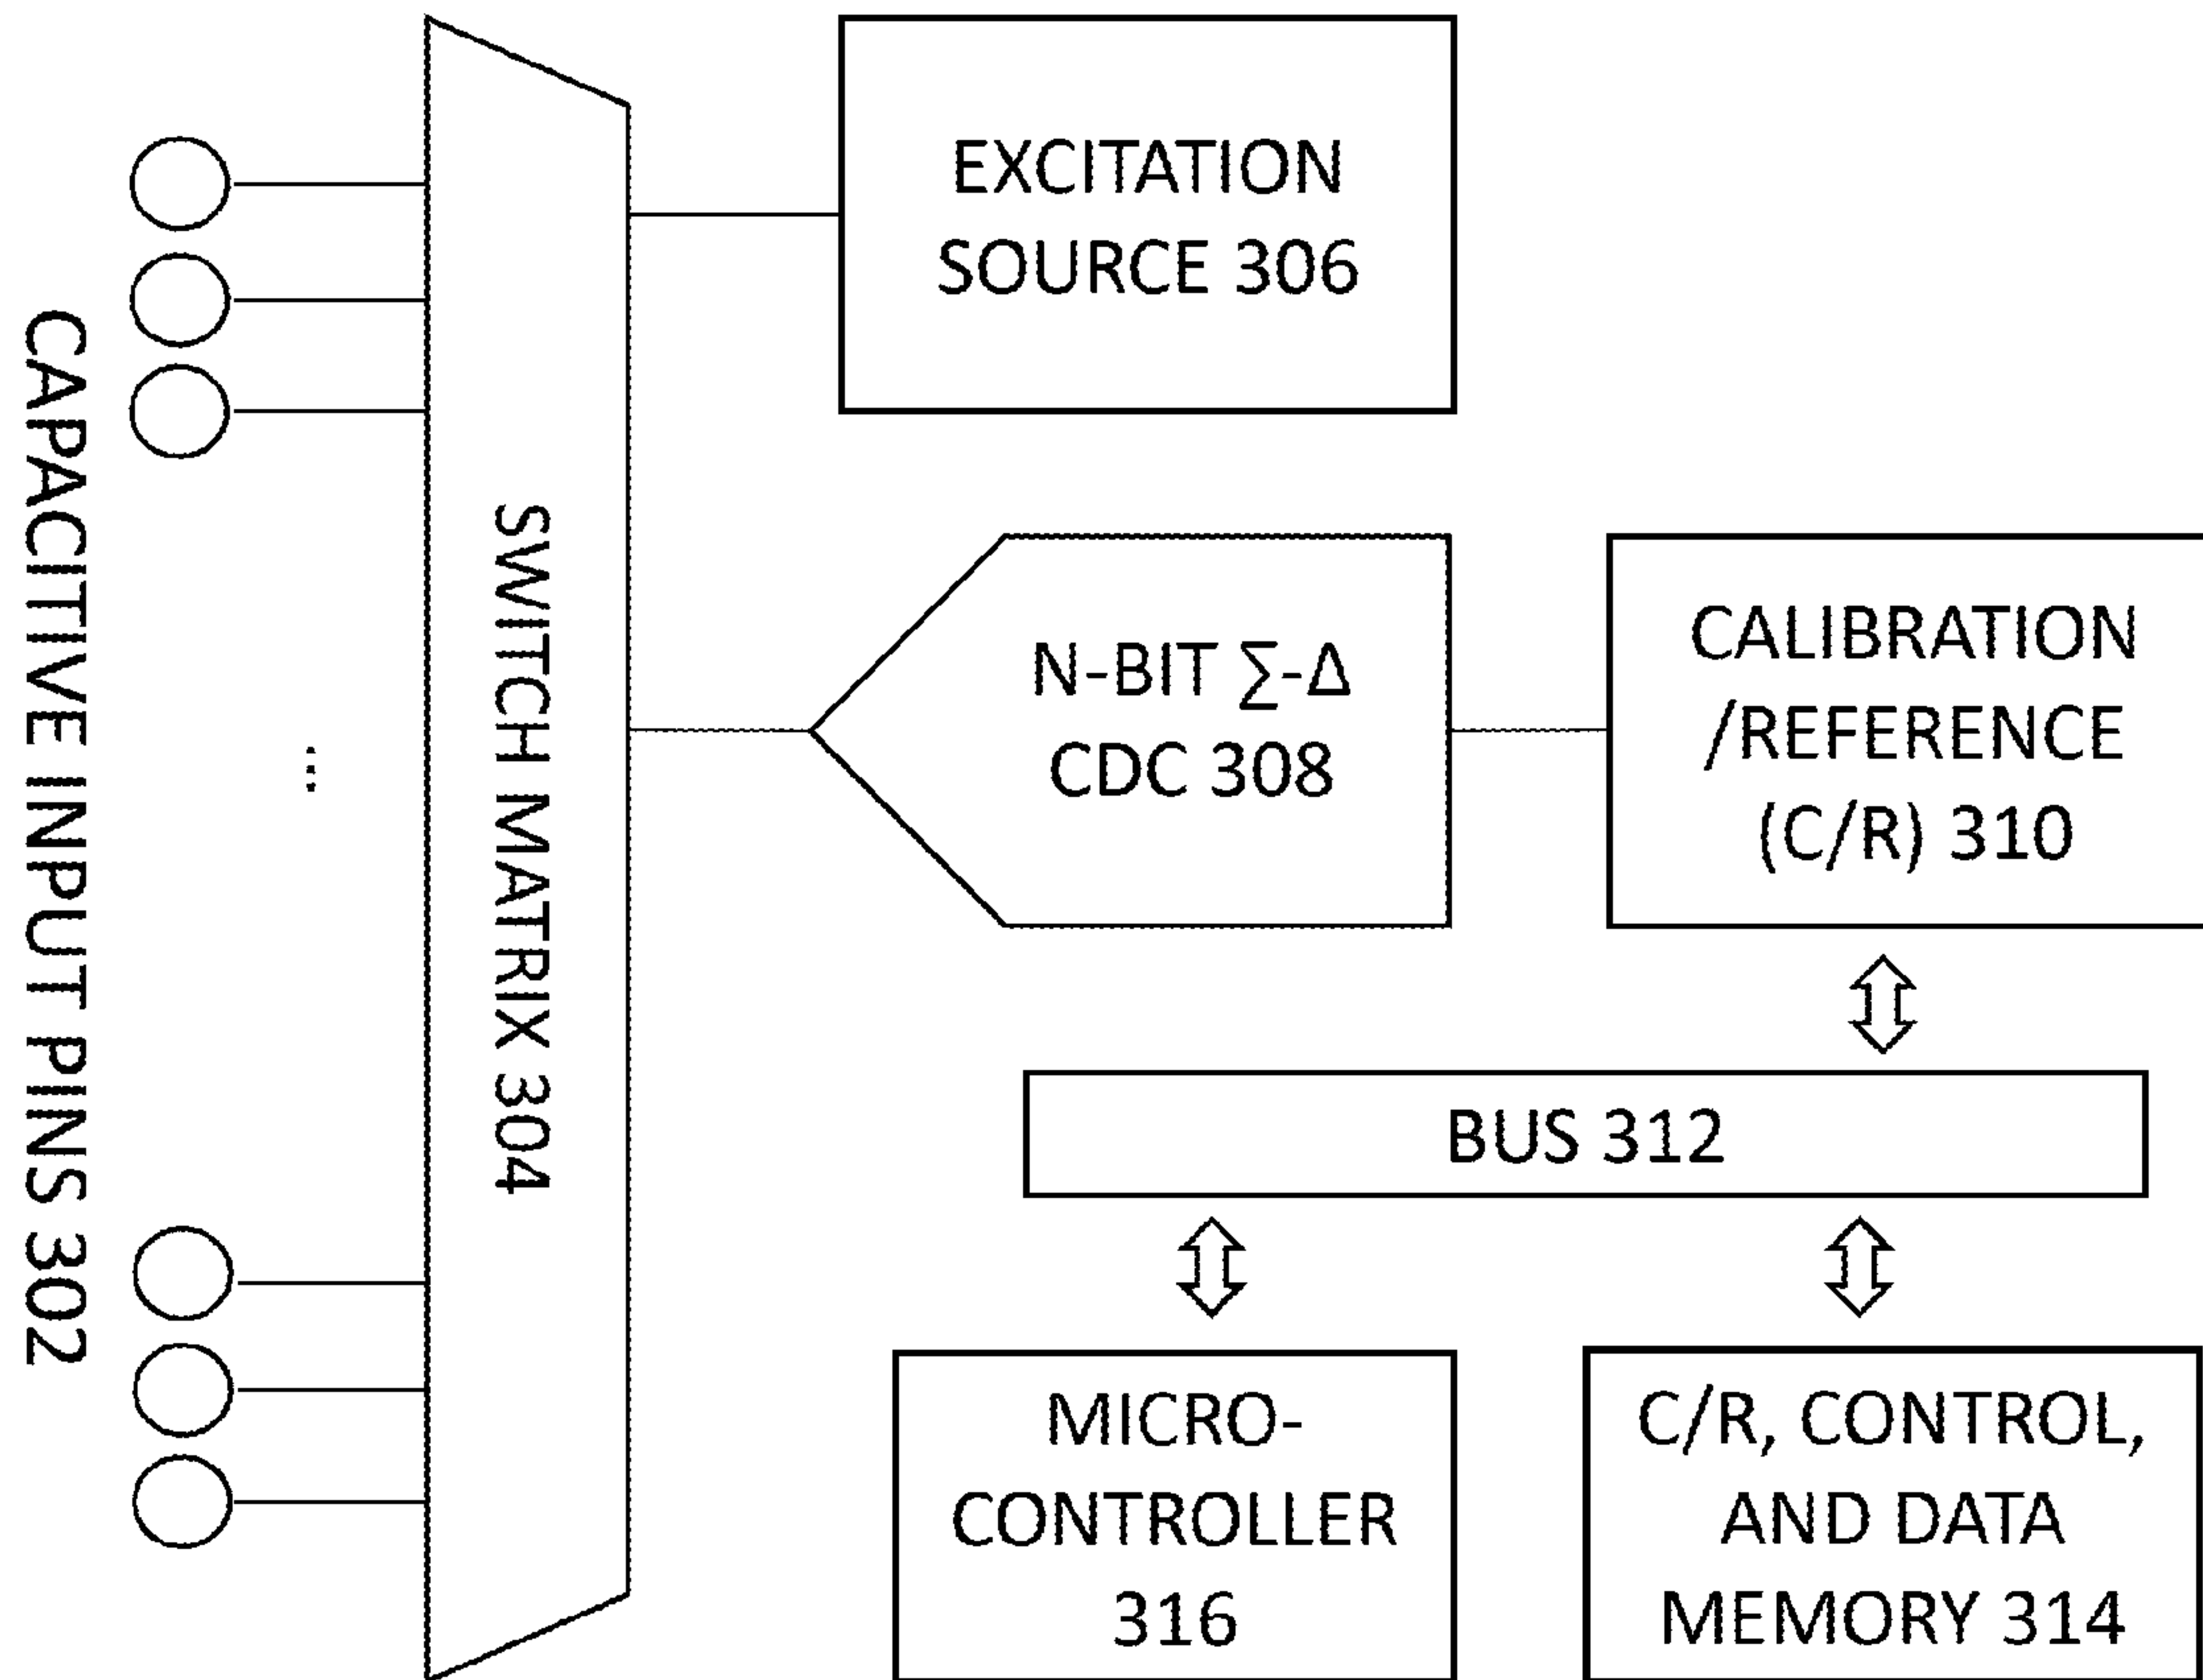 CAPACITIVE INPUT PINS 302
...
SWITCH MATRIX 304
EXCITATION
SOURCE 306
N-BIT ∑-Δ
CDC 308
CALIBRATION
/REFERENCE
(C/R) 310
BUS 312
MICRO-
CONTROLLER
316
C/R, CONTROL,
AND DATA
MEMORY 314